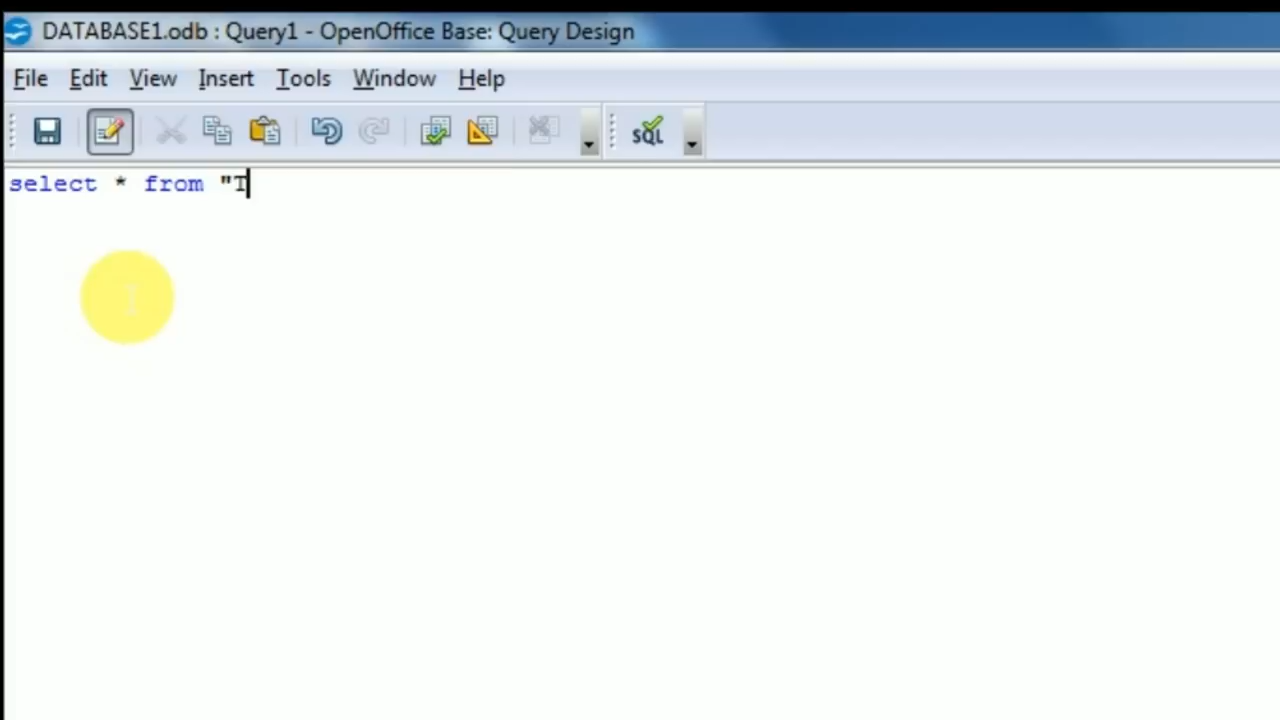 DATABASE1.odb : Query1 - OpenOffice Base: Query Design
File Edit View Insert Tools Window Help
SQL
select * from "T